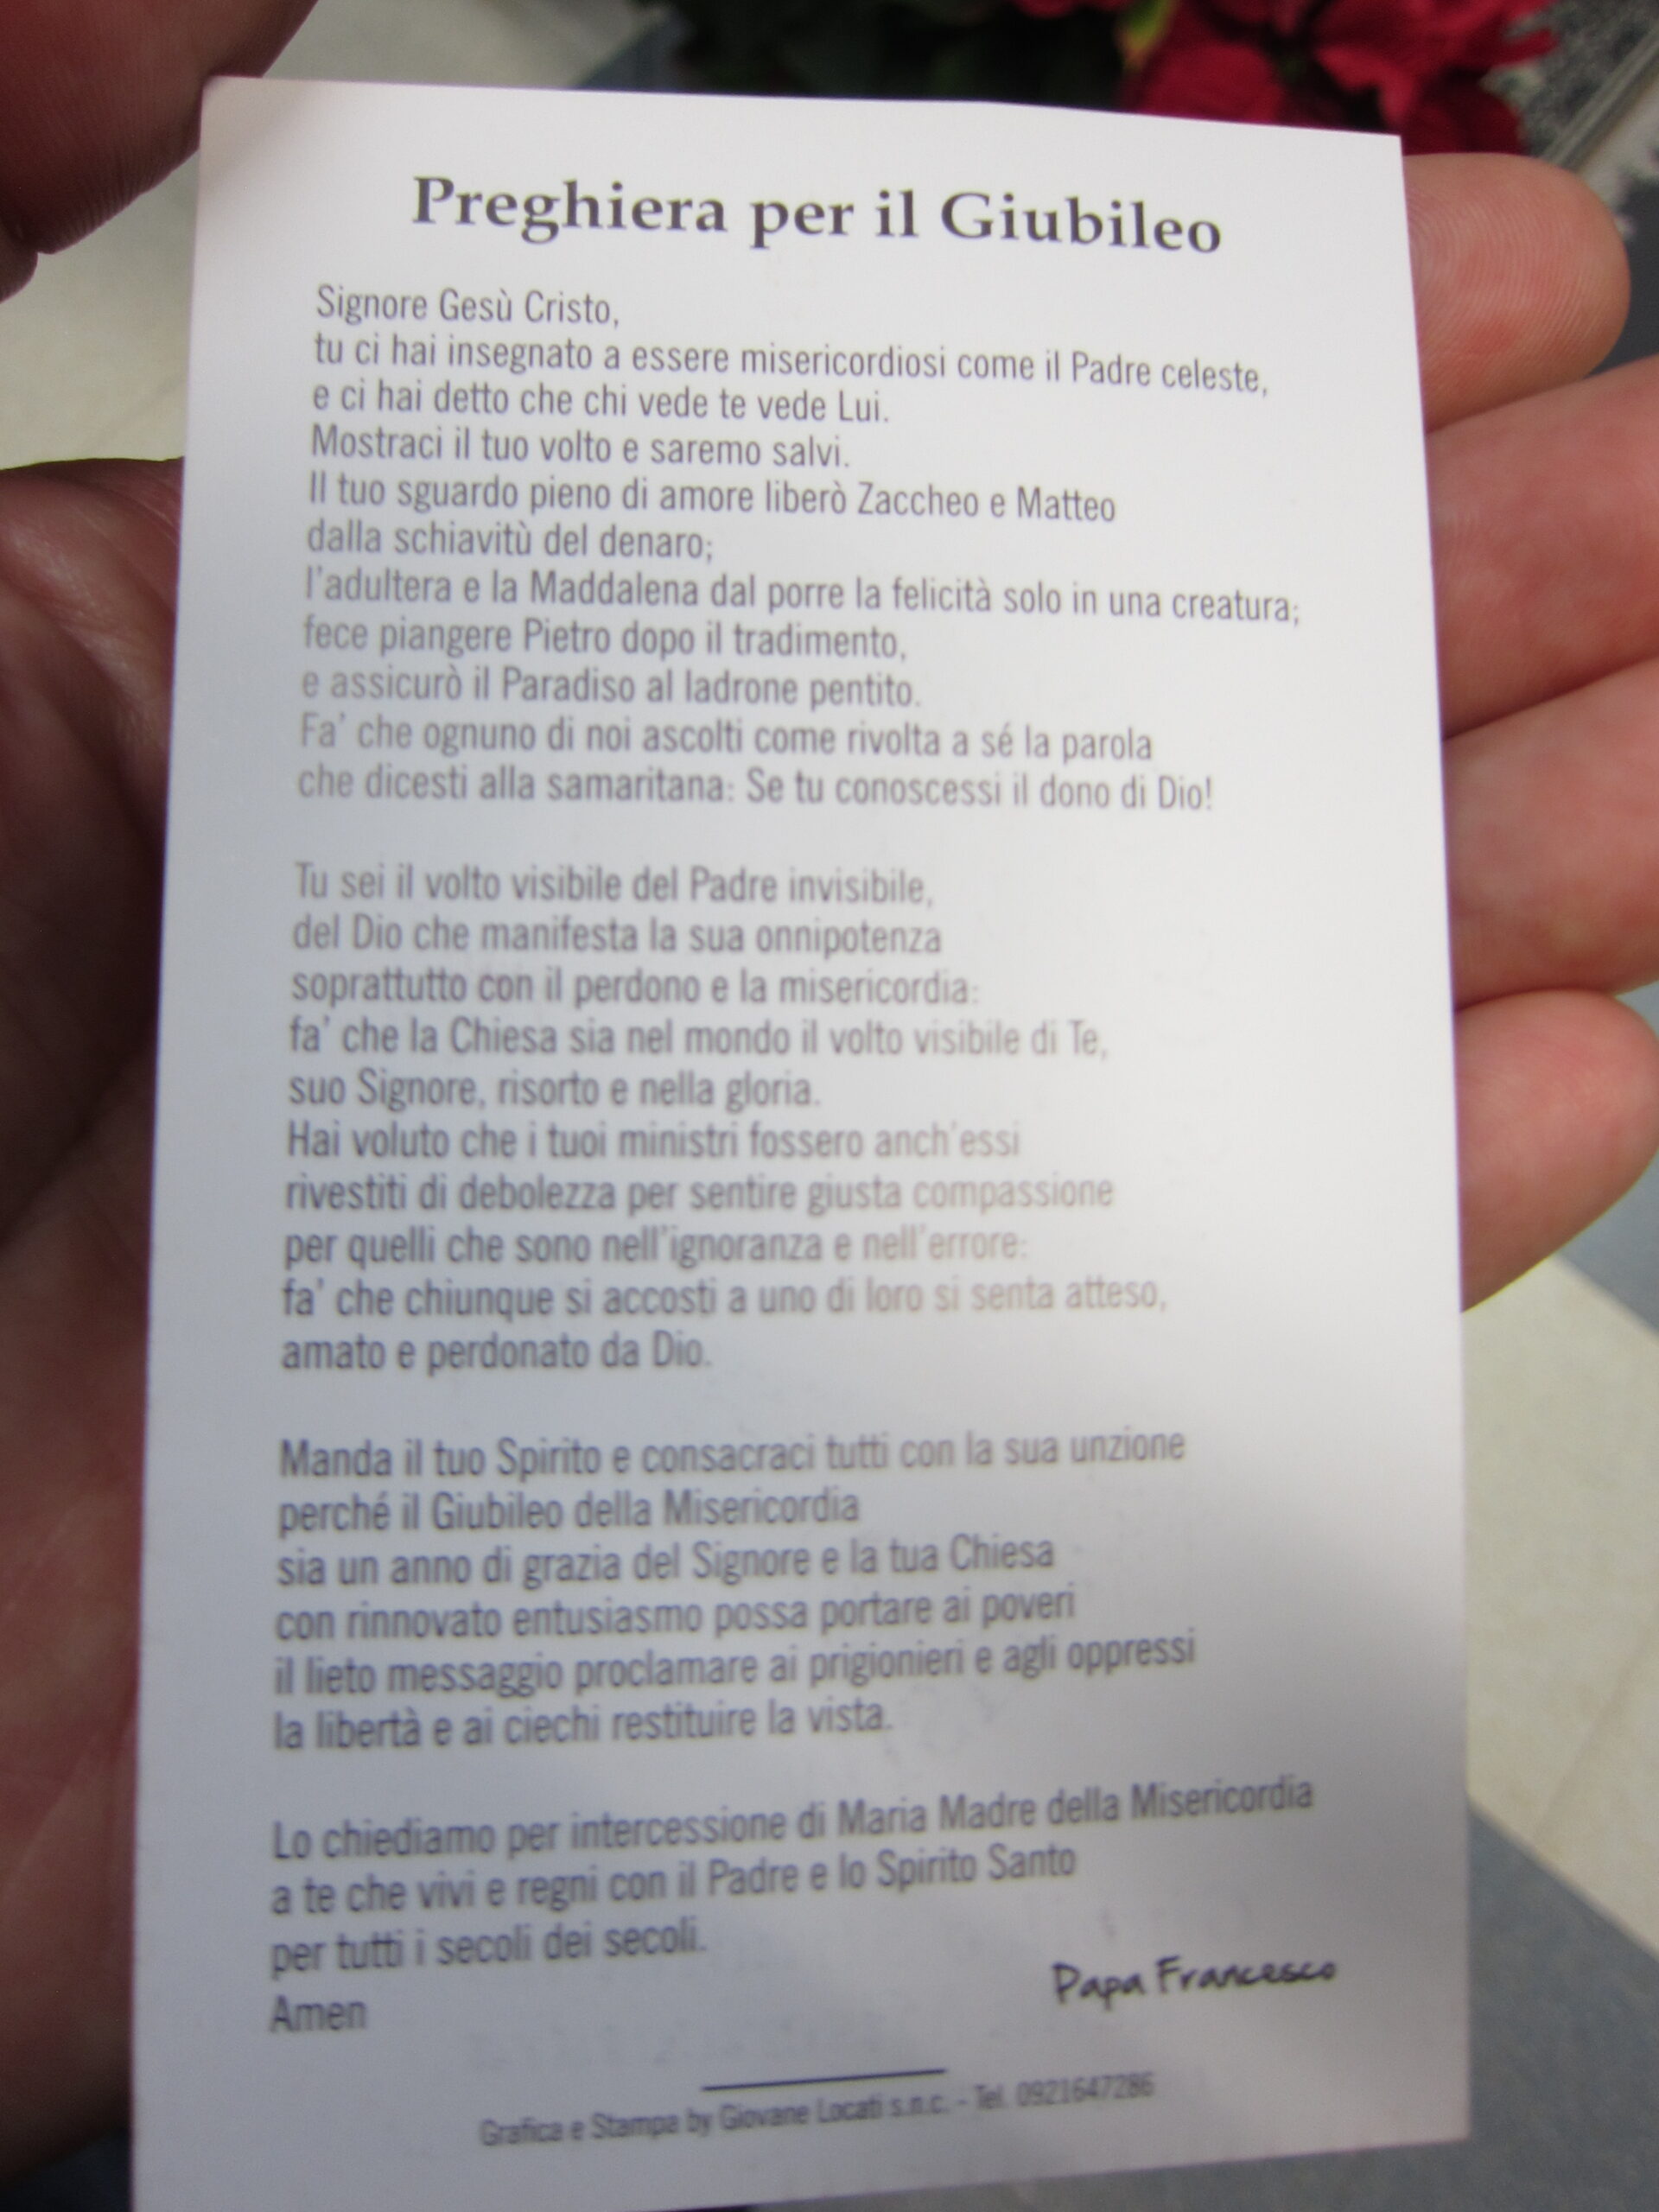 Preghiera per il Giubileo
Signore Gesù Cristo,
tu ci hai insegnato a essere misericordiosi come il Padre celeste,
e ci hai detto che chi vede te vede Lui.
Mostraci il tuo volto e saremo salvi.
Il tuo sguardo pieno di amore liberò Zaccheo e Matteo
dalla schiavitù del denaro;
l'adultera e la Maddalena dal porre la felicità solo in una creatura;
fece piangere Pietro dopo il tradimento,
e assicurò il Paradiso al ladrone pentito.
Fa' che ognuno di noi ascolti come rivolta a sé la parola
che dicesti alla samaritana: Se tu conoscessi il dono di Dio!
Tu sei il volto visibile del Padre invisibile,
del Dio che manifesta la sua onnipotenza
soprattutto con il perdono e la misericordia:
fa' che la Chiesa sia nel mondo il volto visibile di Te,
suo Signore, risorto e nella gloria.
Hai voluto che i tuoi ministri fossero anch'essi
rivestiti di debolezza per sentire giusta compassione
per quelli che sono nell'ignoranza e nell'errore:
fa' che chiunque si accosti a uno di loro si senta atteso,
amato e perdonato da Dio.
Manda il tuo Spirito e consacraci tutti con la sua unzione
perché il Giubileo della Misericordia
sia un anno di grazia del Signore e la tua Chiesa
con rinnovato entusiasmo possa portare ai poveri
il lieto messaggio proclamare ai prigionieri e agli oppressi
la libertà e ai ciechi restituire la vista.
Lo chiediamo per intercessione di Maria Madre della Misericordia
a te che vivi e regni con il Padre e lo Spirito Santo
per tutti i secoli dei secoli.
Amen
Papa Francesco
Grafica e Stampa by Giovane Locati s.n.c. - Tel. 0921647286